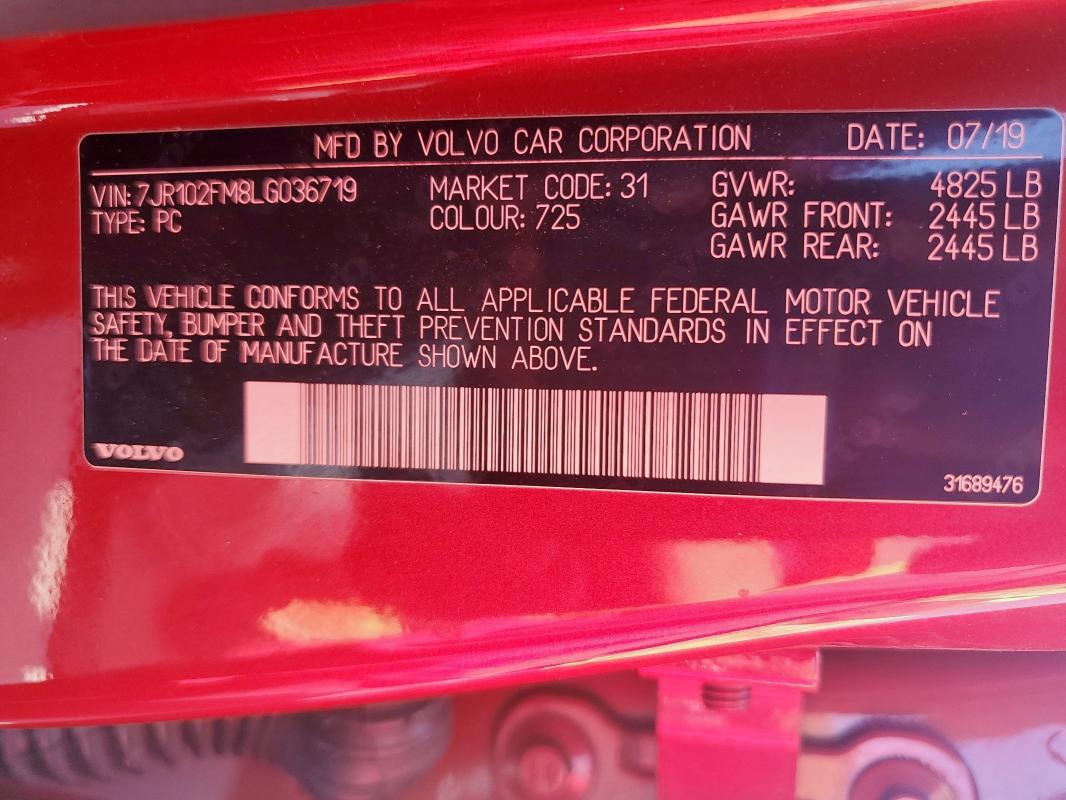 MFD BY VOLVO CAR CORPORATION DATE: 07/19
VIN: 7JR102FM8LG036719 MARKET CODE: 31 GVWR: 4825 LB
TYPE: PC COLOUR: 725 GAWR FRONT: 2445 LB
GAWR REAR: 2445 LB
THIS VEHICLE CONFORMS TO ALL APPLICABLE FEDERAL MOTOR VEHICLE
SAFETY, BUMPER AND THEFT PREVENTION STANDARDS IN EFFECT ON
THE DATE OF MANUFACTURE SHOWN ABOVE.
VOLVO
31689476